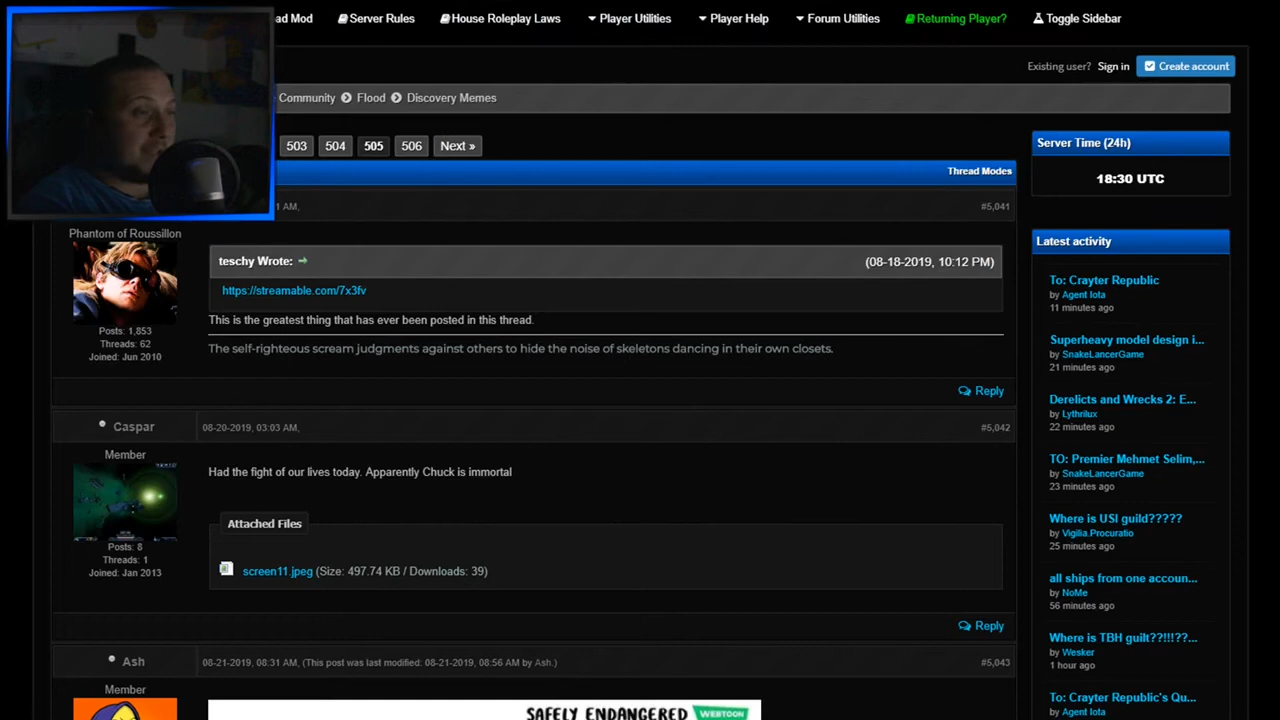 ad Mod
Server Rules
House Roleplay Laws
Player Utilities
Player Help
Forum Utilities
Returning Player?
Toggle Sidebar
Existing user? Sign in Create account
Community Flood Discovery Memes
503 504 505 506 Next »
Thread Modes
1 AM, #5,041
Phantom of Roussillon
Posts: 1,853
Threads: 62
Joined: Jun 2010
teschy Wrote: (08-18-2019, 10:12 PM)
https://streamable.com/7x3fv
This is the greatest thing that has ever been posted in this thread.
The self-righteous scream judgments against others to hide the noise of skeletons dancing in their own closets.
Reply
Caspar 08-20-2019, 03:03 AM, #5,042
Member
Posts: 8
Threads: 1
Joined: Jan 2013
Had the fight of our lives today. Apparently Chuck is immortal
Attached Files
screen11.jpeg (Size: 497.74 KB / Downloads: 39)
Reply
Ash 08-21-2019, 08:31 AM, (This post was last modified: 08-21-2019, 08:56 AM by Ash.) #5,043
Member
SAFELY ENDANGERED WEBTOON
Server Time (24h)
18:30 UTC
Latest activity
To: Crayter Republic
by Agent Iota
11 minutes ago
Superheavy model design i...
by SnakeLancerGame
21 minutes ago
Derelicts and Wrecks 2: E...
by Lythrilux
22 minutes ago
TO: Premier Mehmet Selim,...
by SnakeLancerGame
23 minutes ago
Where is USI guild?????
by Vigilia.Procuratio
25 minutes ago
all ships from one accoun...
by NoMe
56 minutes ago
Where is TBH guilt??!!!??...
by Wesker
1 hour ago
To: Crayter Republic's Qu...
by Agent Iota